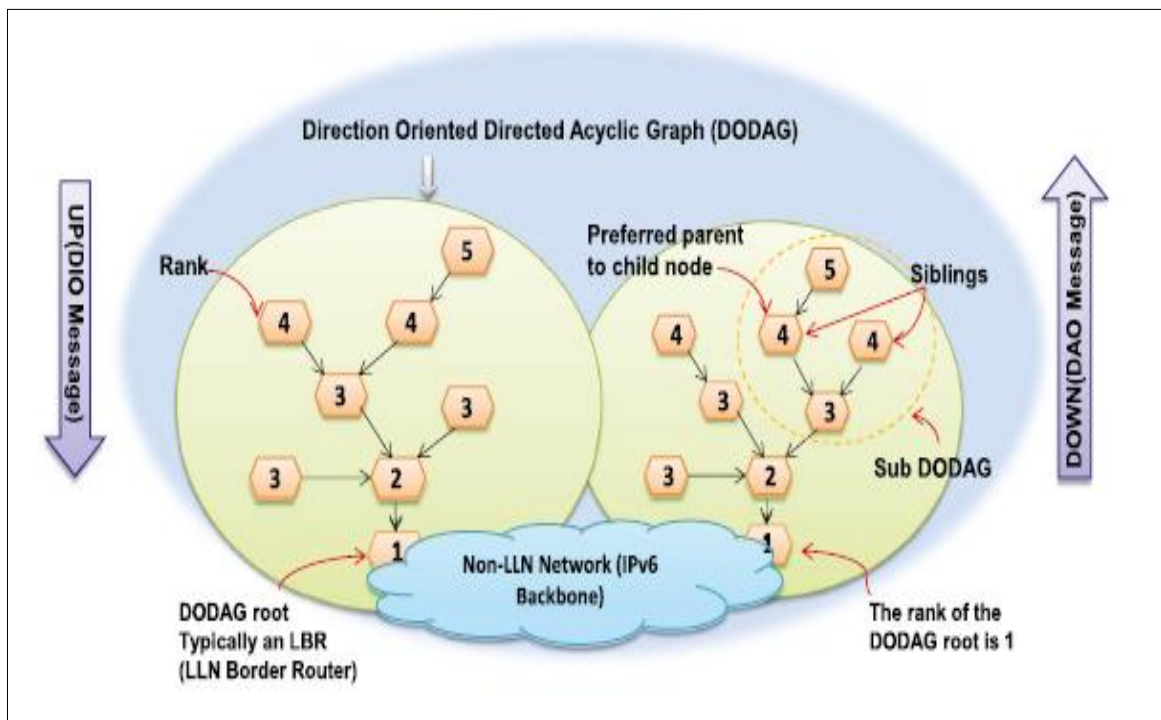 Direction Oriented Directed Acyclic Graph (DODAG)
UP(DIO Message)
DOWN(DAO Message)
Rank
5
4
4
3
3
3
2
1
Preferred parent
to child node
Siblings
5
4
4
4
3
3
3
2
1
Sub DODAG
Non-LLN Network (IPv6
Backbone)
DODAG root
Typically an LBR
(LLN Border Router)
The rank of the
DODAG root is 1